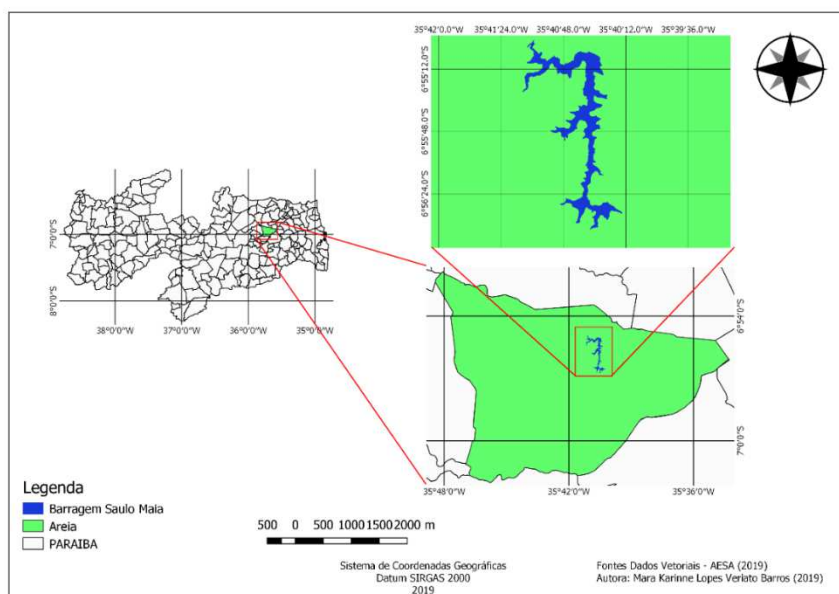 35°42'0.0"W 35°41'24.0"W 35°40'48.0"W 35°40'12.0"W 35°39'36.0"W
6°55'12.0"S
6°55'48.0"S
6°56'24.0"S
7°0'0"S
8°0'0"S
38°0'0"W 37°0'0"W 36°0'0"W 35°0'0"W
6°54'0"S
7°0'0"S
35°48'0"W 35°42'0"W 35°36'0"W
Legenda
Barragem Saulo Maia
Areia
PARAIBA
500 0 500 1000 1500 2000 m
Sistema de Coordenadas Geográficas
Datum SIRGAS 2000
2019
Fontes Dados Vetoriais - AESA (2019)
Autora: Mara Karinne Lopes Veriato Barros (2019)